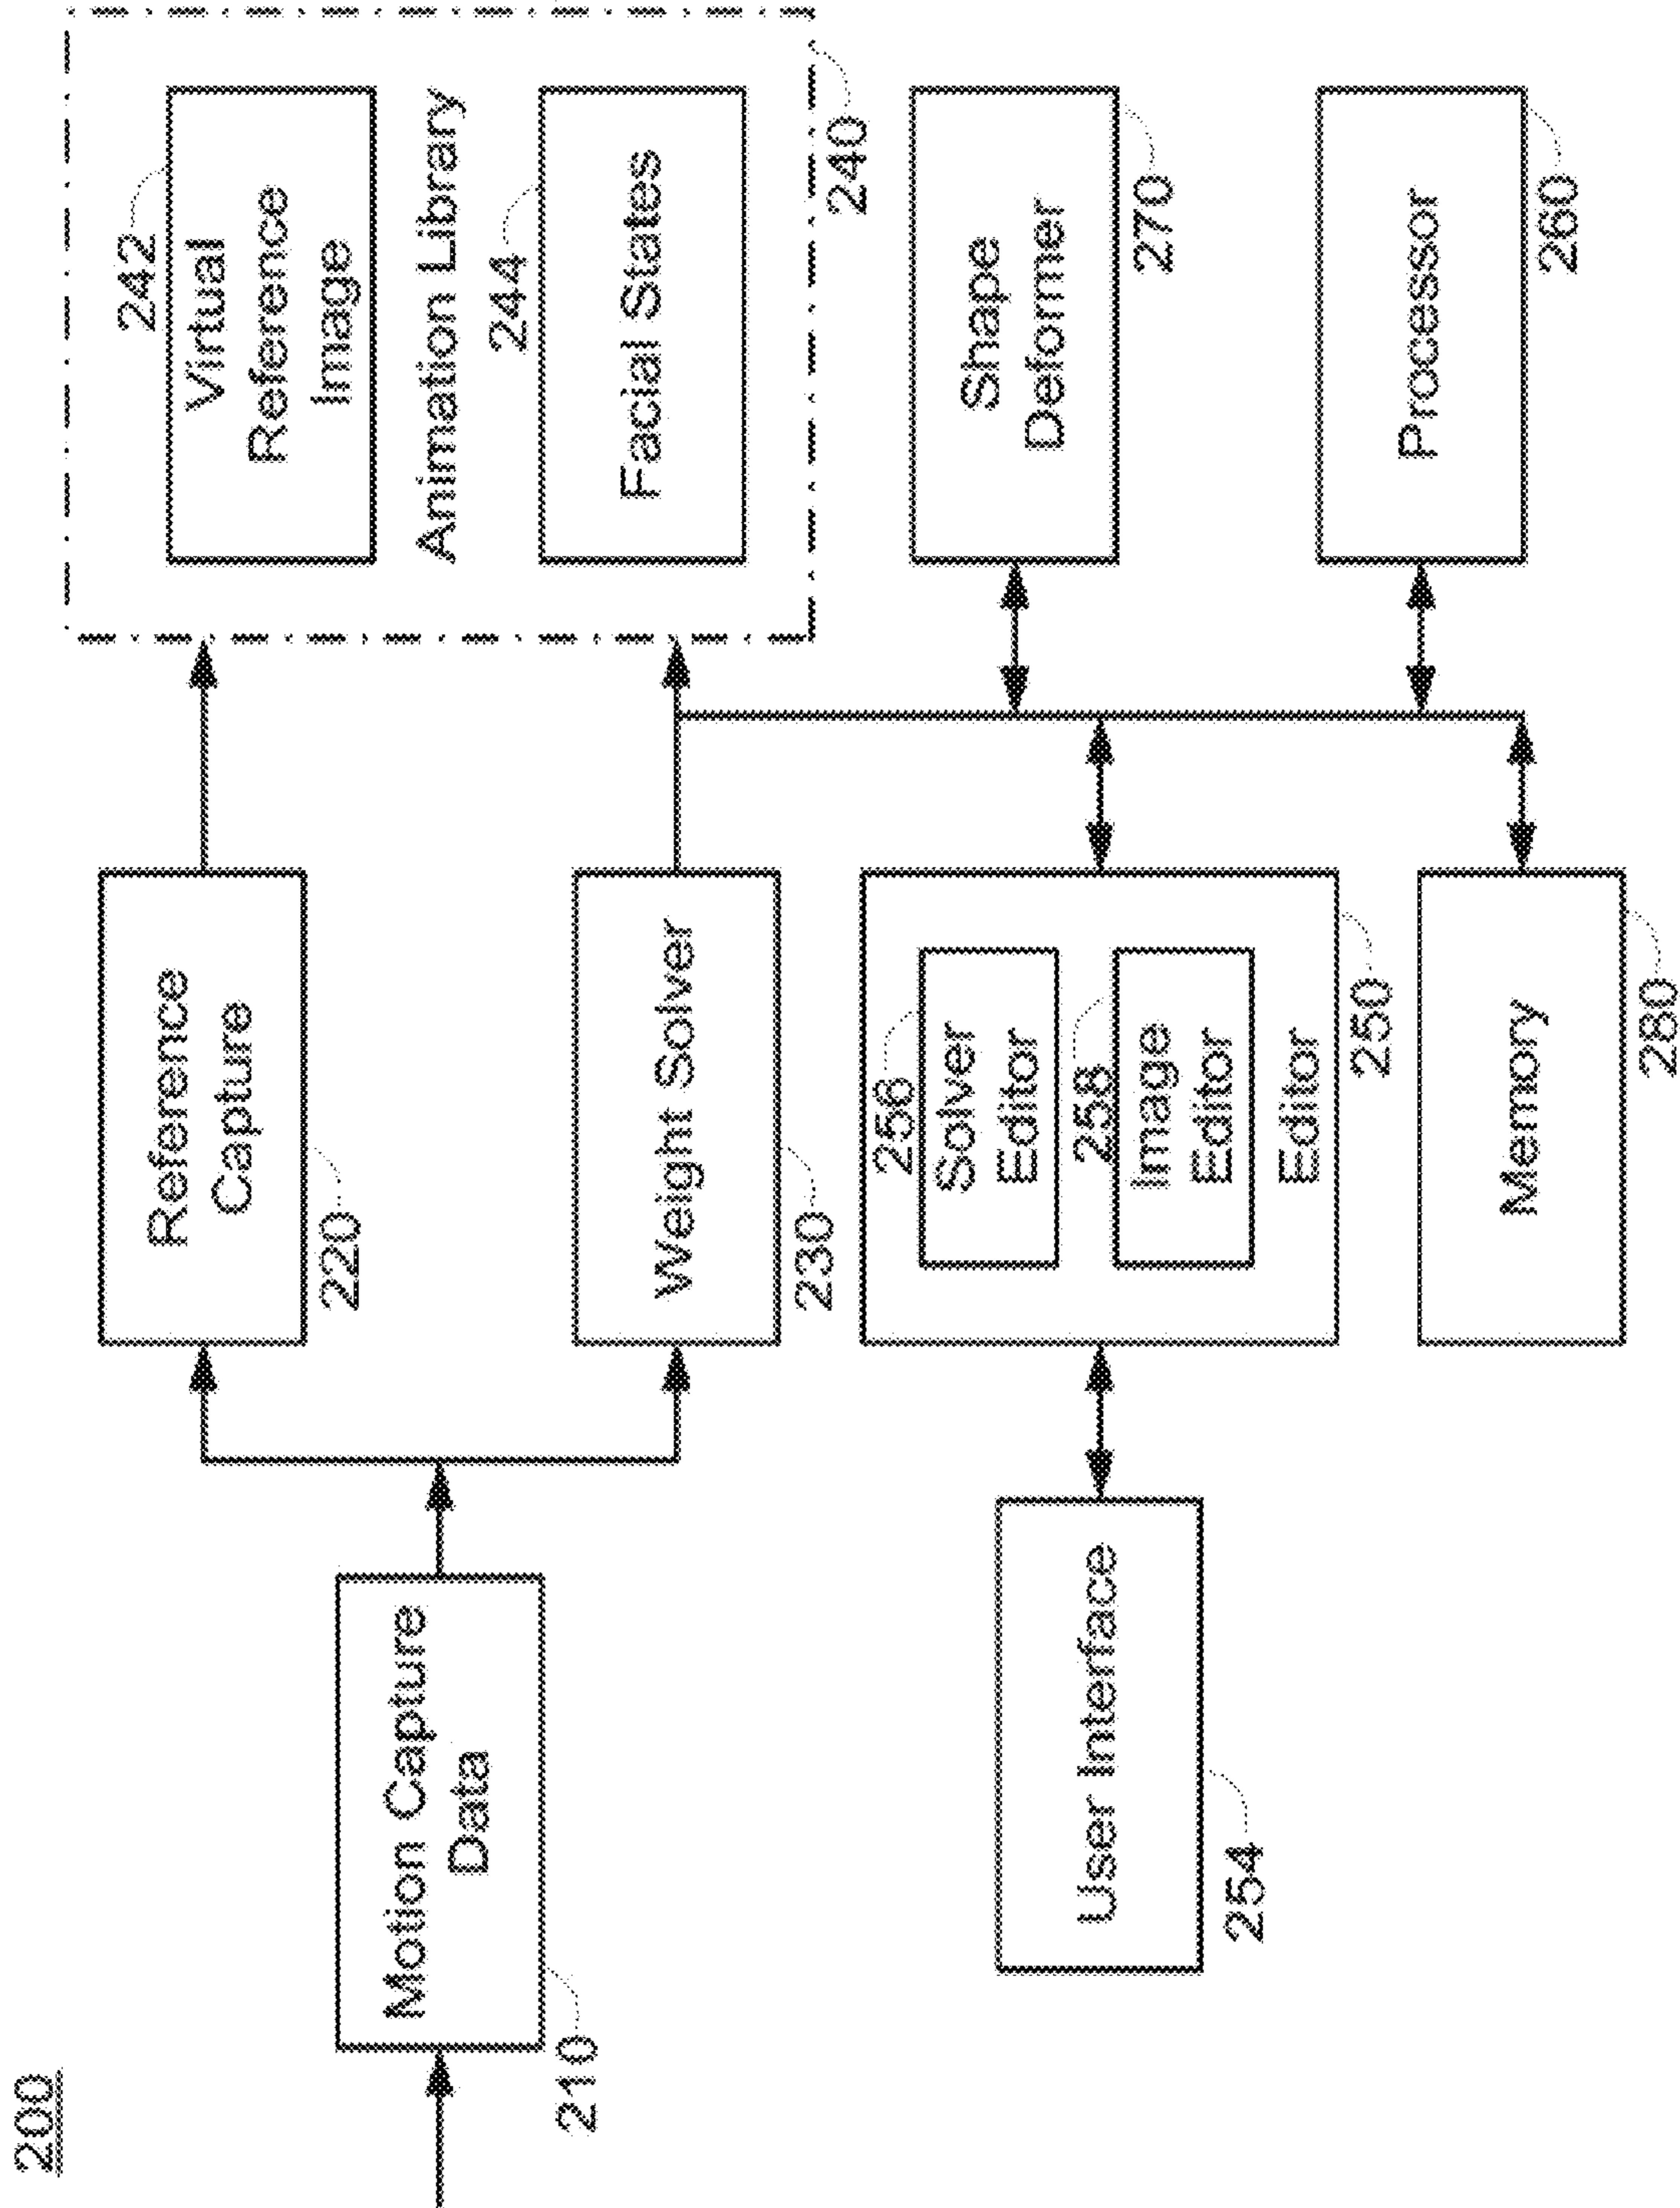 200
Motion Capture
Data
210
Reference
Capture
220
Weight Solver
230
242
Virtual
Reference
Image
Animation Library
244
Facial States
240
User Interface
254
256
Solver
Editor
258
Image
Editor
Editor
250
Shape
Deformer
270
Processor
260
Memory
280